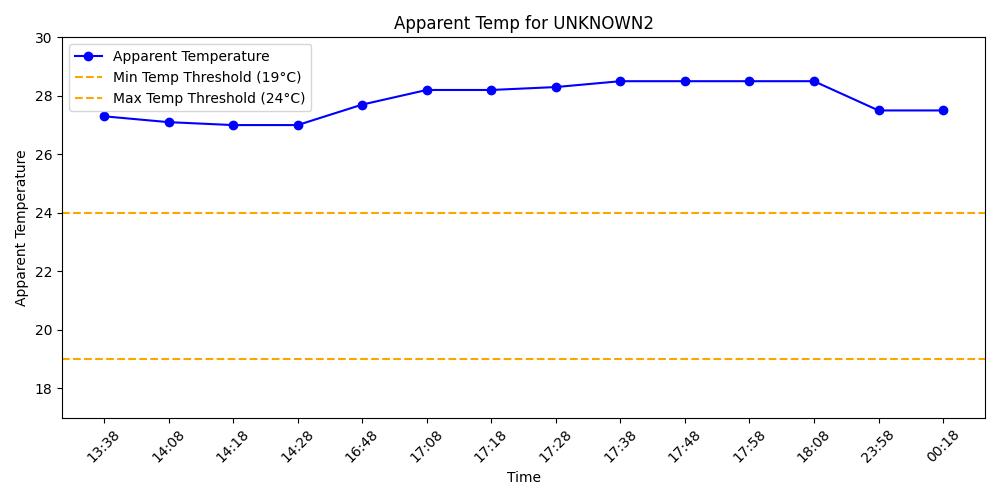 Apparent Temp for UNKNOWN2
Apparent Temperature
Min Temp Threshold (19°C)
Max Temp Threshold (24°C)
Apparent Temperature
30
28
26
24
22
20
18
13:38 14:08 14:18 14:28 16:48 17:08 17:18 17:28 17:38 17:48 17:58 18:08 23:58 00:18
Time